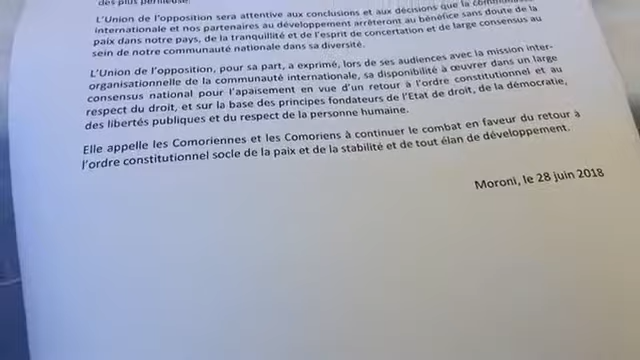 des plus périlleuse.
L'Union de l'opposition sera attentive aux conclusions et aux décisions que la communauté
internationale et nos partenaires au développement arrêteront au bénéfice sans doute de la
paix dans notre pays, de la tranquillité et de l'esprit de concertation et de large consensus au
sein de notre communauté nationale dans sa diversité.
L'Union de l'opposition, pour sa part, a exprimé, lors de ses audiences avec la mission inter-
organisationnelle de la communauté internationale, sa disponibilité à œuvrer dans un large
consensus national pour l'apaisement en vue d'un retour à l'ordre constitutionnel et au
respect du droit, et sur la base des principes fondateurs de l'Etat de droit, de la démocratie,
des libertés publiques et du respect de la personne humaine.
Elle appelle les Comoriennes et les Comoriens à continuer le combat en faveur du retour à
l'ordre constitutionnel socle de la paix et de la stabilité et de tout élan de développement.
Moroni, le 28 juin 2018